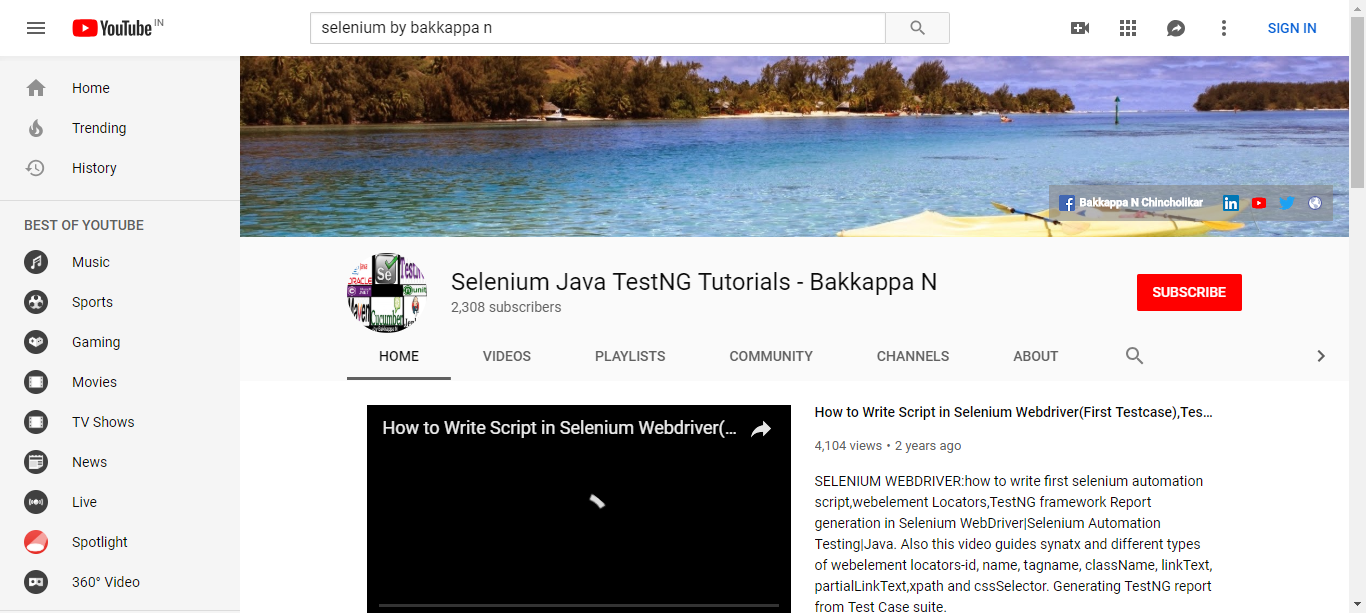 YouTube IN
selenium by bakkappa n
SIGN IN
Home
Trending
History
BEST OF YOUTUBE
Music
Sports
Gaming
Movies
TV Shows
News
Live
Spotlight
360° Video
Bakkappa N Chincholikar
Selenium Java TestNG Tutorials - Bakkappa N
2,308 subscribers
SUBSCRIBE
HOME
VIDEOS
PLAYLISTS
COMMUNITY
CHANNELS
ABOUT
How to Write Script in Selenium Webdriver(...
How to Write Script in Selenium Webdriver(First Testcase),Tes...
4,104 views • 2 years ago
SELENIUM WEBDRIVER:how to write first selenium automation
script,webelement Locators,TestNG framework Report
generation in Selenium WebDriver|Selenium Automation
Testing|Java. Also this video guides synatx and different types
of webelement locators-id, name, tagname, className, linkText,
partialLinkText,xpath and cssSelector. Generating TestNG report
from Test Case suite.